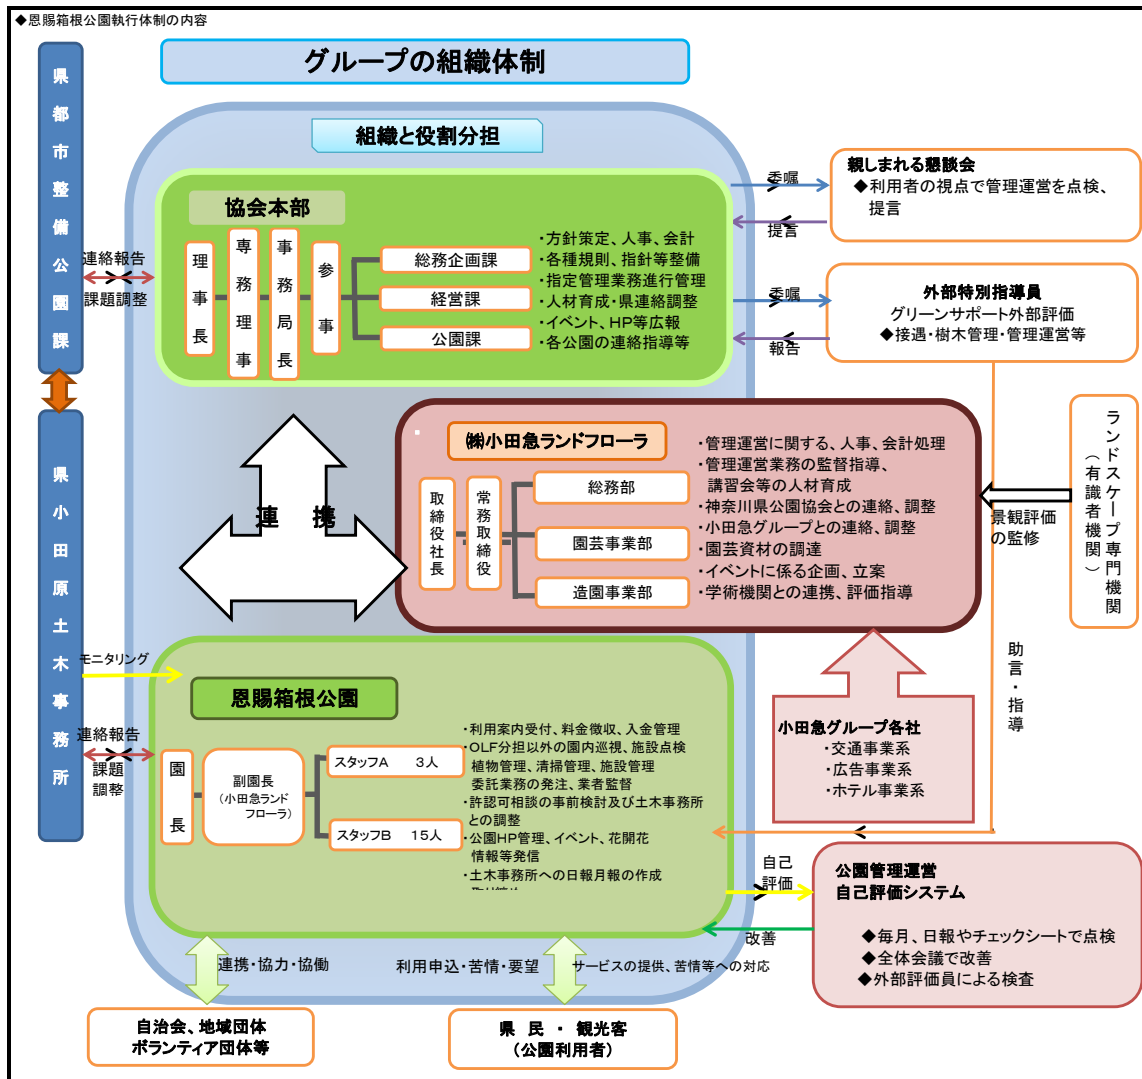 ◆恩賜箱根公園執行体制の内容
グループの組織体制
県都市整備公園課
県小田原土木事務所
組織と役割分担
協会本部
理事長
専務理事
事務局長
参事
総務企画課
経営課
公園課
・方針策定、人事、会計
・各種規則、指針等整備
・指定管理業務進行管理
・人材育成・県連絡調整
・イベント、HP等広報
・各公園の連絡指導等
連絡報告
課題調整
委嘱
提言
親しまれる懇談会
◆利用者の視点で管理運営を点検、
提言
委嘱
報告
外部特別指導員
グリーンサポート外部評価
◆接遇・樹木管理・管理運営等
連 携
㈱小田急ランドフローラ
取締役社長
常務取締役
総務部
園芸事業部
造園事業部
・管理運営に関する、人事、会計処理
・管理運営業務の監督指導、
講習会等の人材育成
・神奈川県公園協会との連絡、調整
・小田急グループとの連絡、調整
・園芸資材の調達
・イベントに係る企画、立案
・学術機関との連携、評価指導
景観評価
の監修
ランドスケープ専門機関
（有識者機関）
助言・指導
小田急グループ各社
・交通事業系
・広告事業系
・ホテル事業系
モニタリング
連絡報告
課題
調整
恩賜箱根公園
園長
副園長
（小田急ランド
フローラ）
スタッフA 3人
スタッフB 15人
・利用案内受付、料金徴収、入金管理
・OLF分担以外の園内巡視、施設点検
植物管理、清掃管理、施設管理
委託業務の発注、業者監督
・許認可相談の事前検討及び土木事務所
との調整
・公園HP管理、イベント、花開花
情報等発信
・土木事務所への日報月報の作成
自己
評価
改善
公園管理運営
自己評価システム
◆毎月、日報やチェックシートで点検
◆全体会議で改善
◆外部評価員による検査
連携・協力・協働
利用申込・苦情・要望
サービスの提供、苦情等への対応
自治会、地域団体
ボランティア団体等
県 民 ・ 観光客
（公園利用者）